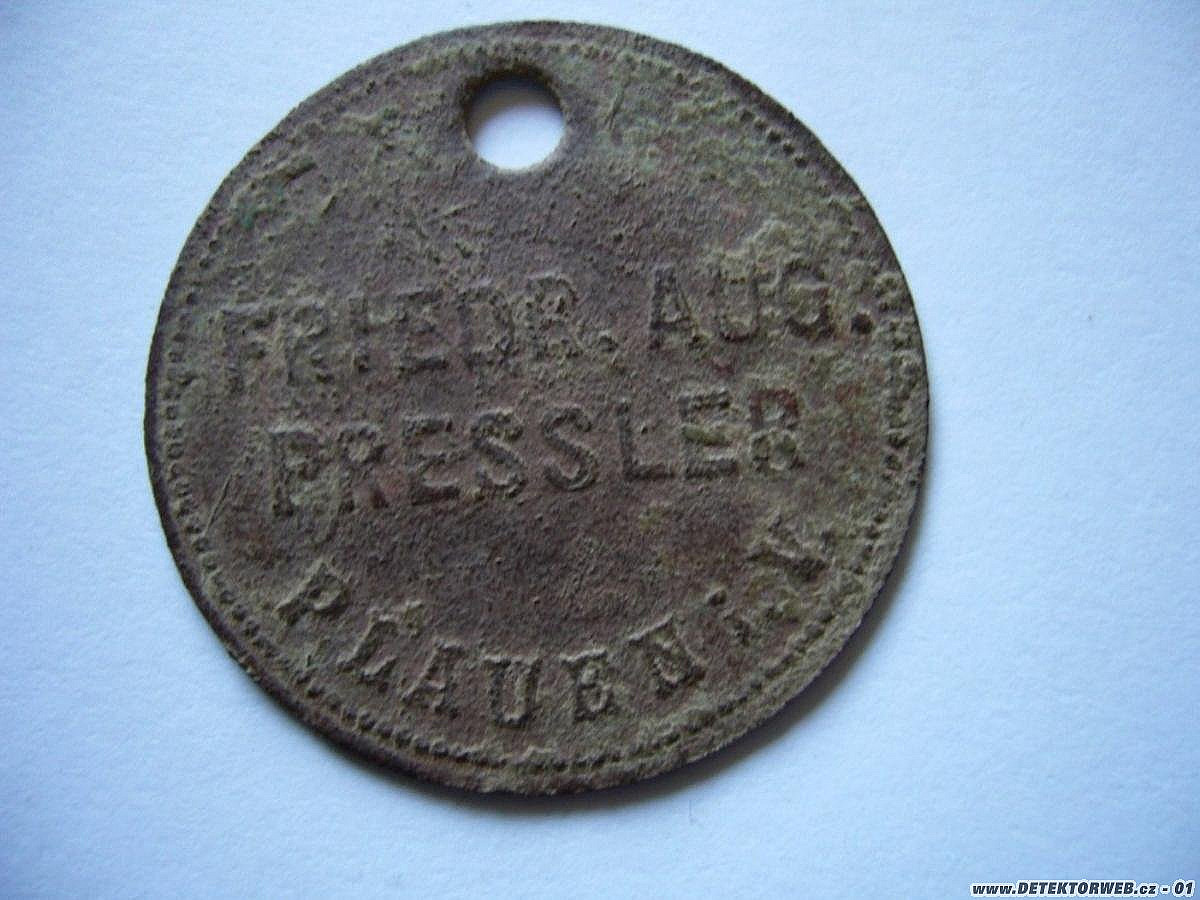 FRIEDR. AUG.
PRESSLER
PLAUEN i. V.
www.DETEKTORWEB.cz - 01